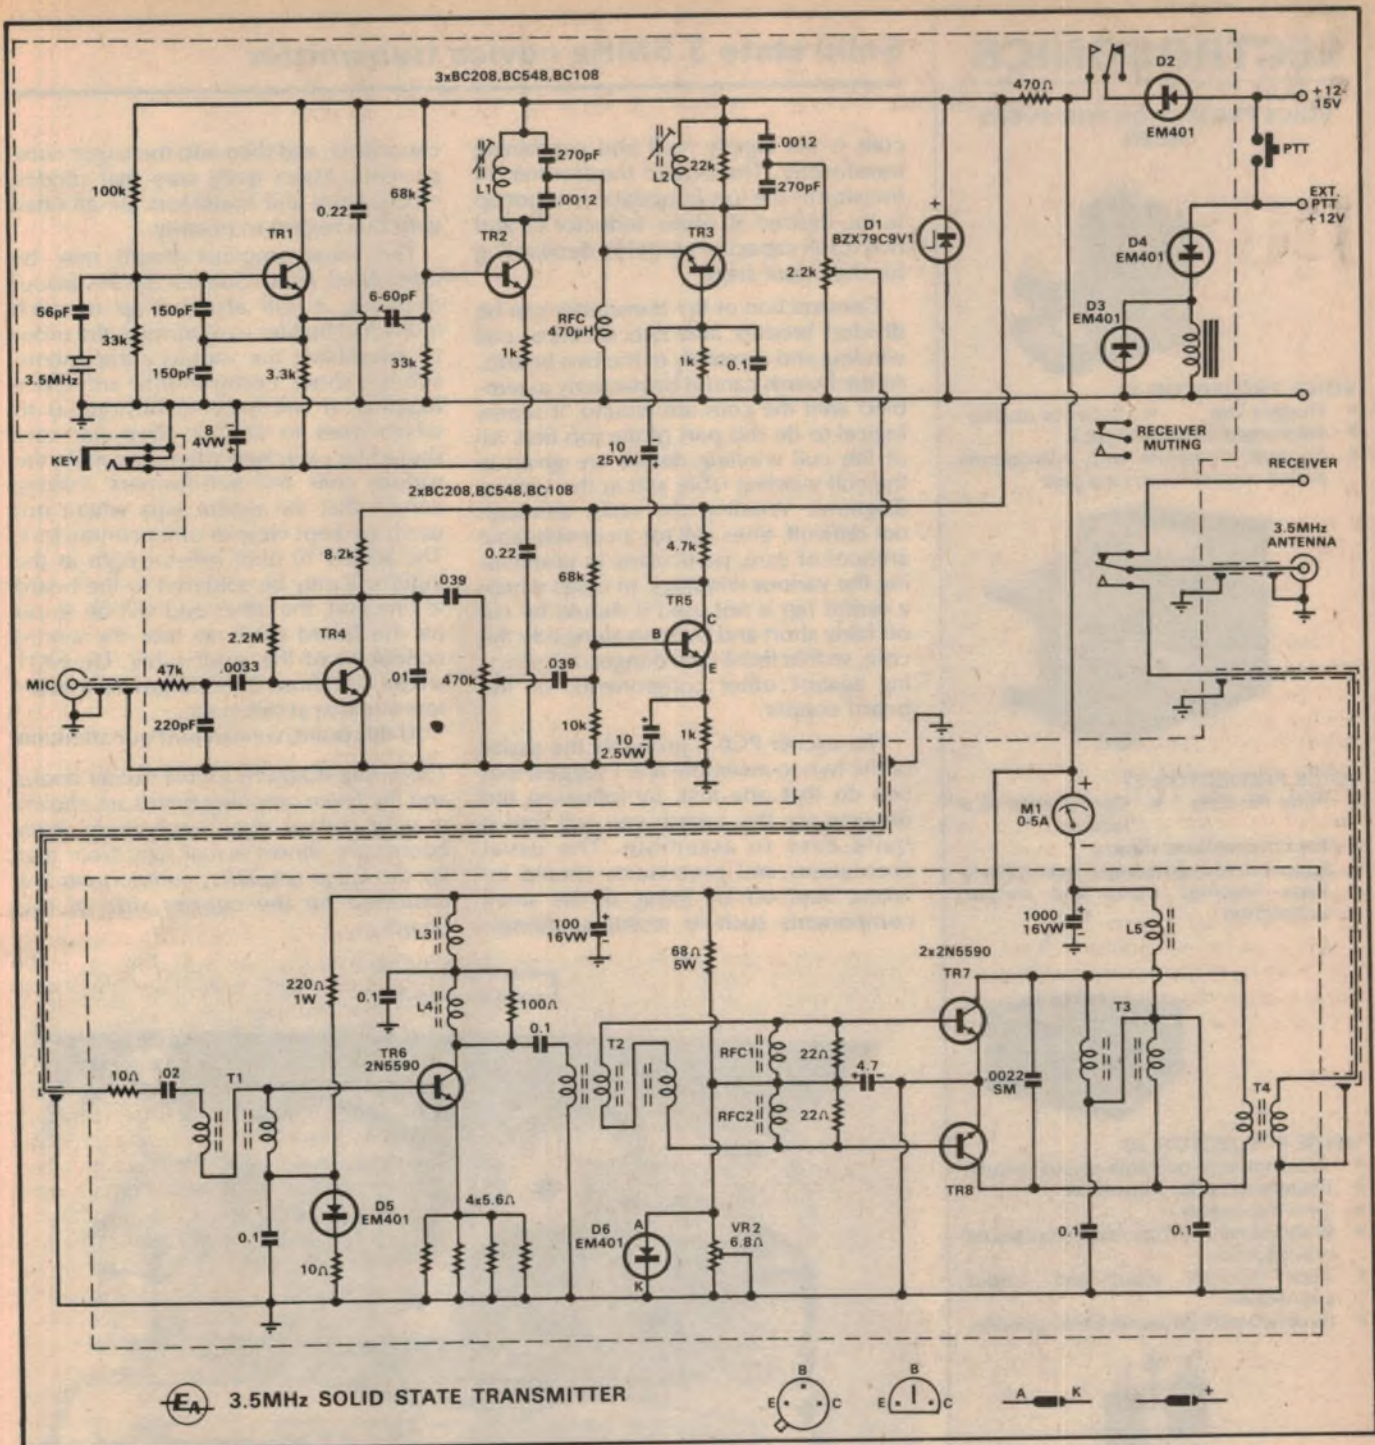 3xBC208,BC548,BC108
470Ω
D2
EM401
+12-
15V
PTT
EXT.
PTT
+12V
100k
0.22
68k
L1
270pF
.0012
L2
22k
.0012
270pF
TR1
TR2
TR3
D1
BZX79C9V1
2.2k
D4
EM401
D3
EM401
56pF
150pF
6-60pF
33k
150pF
3.3k
33k
1k
RFC
470µH
1k
0.1
3.5MHz
8
4VW
KEY
10
25VW
RECEIVER
MUTING
RECEIVER
3.5MHz
ANTENNA
2xBC208,BC548,BC108
8.2k
0.22
68k
4.7k
.039
TR5
C
B
E
2.2M
TR4
MIC
47k
.0033
.01
470k
.039
220pF
10k
10
2.5VW
1k
M1
0-5A
+
−
L3
100
16VW
68Ω
5W
1000
16VW
L5
2x2N5590
TR7
220Ω
1W
0.1
L4
100Ω
0.1
T2
RFC1
22Ω
4.7
.0022
SM
T3
TR6
2N5590
10Ω
.02
T1
RFC2
22Ω
T4
TR8
D5
EM401
4x5.6Ω
D6
EM401
A
K
VR2
6.8Ω
0.1
10Ω
0.1
0.1
EA
3.5MHz SOLID STATE TRANSMITTER
B
E C
B
E C
A K
+